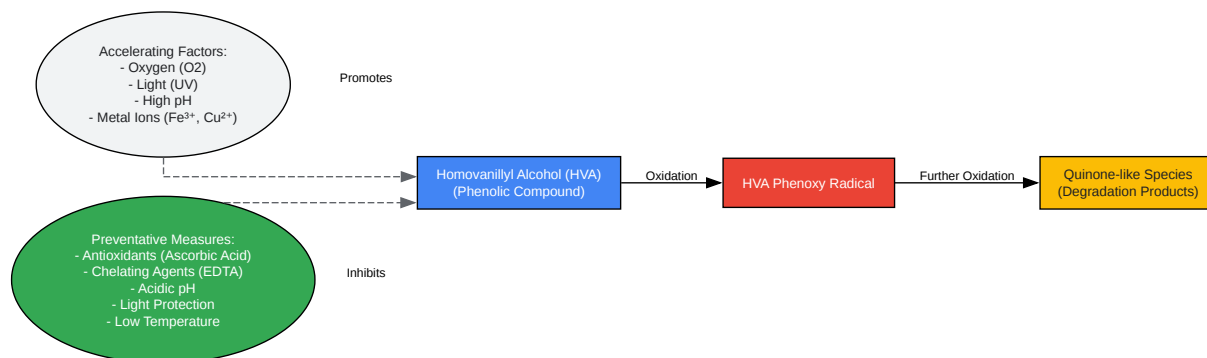 Accelerating Factors:
- Oxygen (O2)
- Light (UV)
- High pH
- Metal Ions (Fe³⁺, Cu²⁺)
Promotes
Homovanillyl Alcohol (HVA)
(Phenolic Compound)
Oxidation
HVA Phenoxy Radical
Further Oxidation
Quinone-like Species
(Degradation Products)
Preventative Measures:
- Antioxidants (Ascorbic Acid)
- Chelating Agents (EDTA)
- Acidic pH
- Light Protection
- Low Temperature
Inhibits